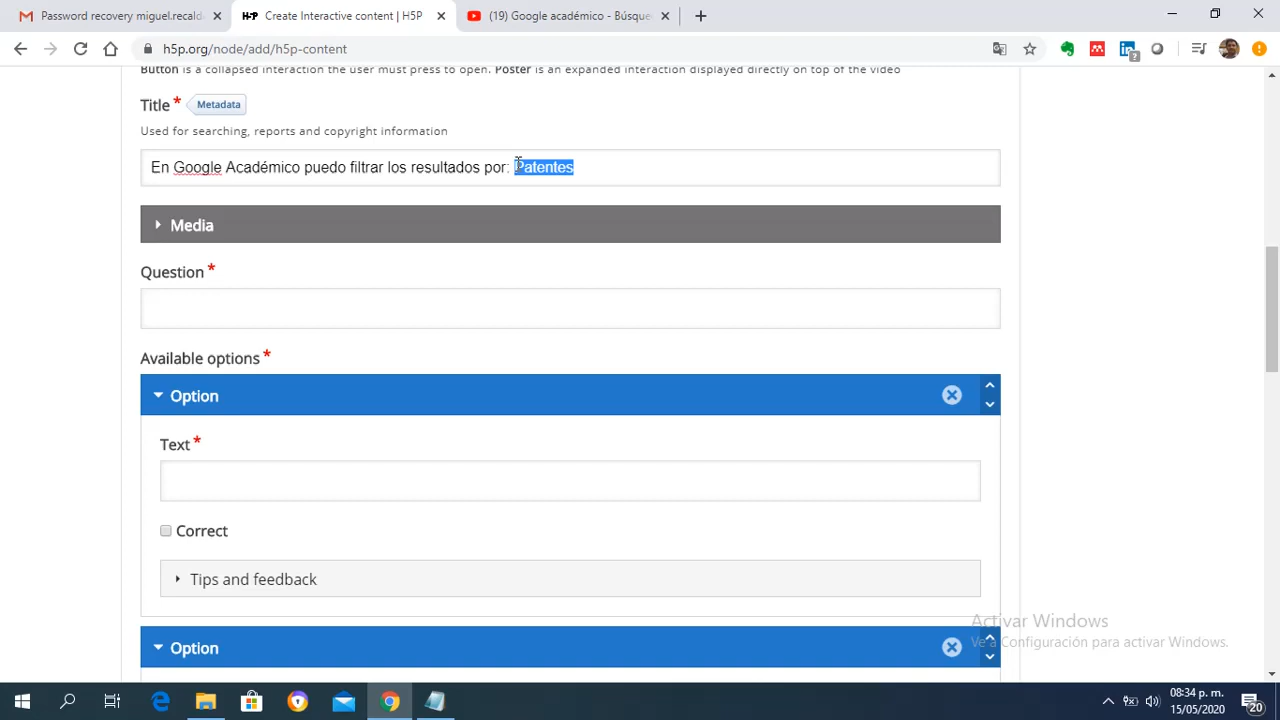 Password recovery miguel.recald
Create Interactive content | H5P
(19) Google académico - Búsque
h5p.org/node/add/h5p-content
Button is a collapsed interaction the user must press to open. Poster is an expanded interaction displayed directly on top of the video
Title * Metadata
Used for searching, reports and copyright information
En Google Académico puedo filtrar los resultados por: Patentes
Media
Question *
Available options *
Option
Text *
Correct
Tips and feedback
Activar Windows
Ve a Configuración para activar Windows.
Option
08:34 p. m.
15/05/2020
20